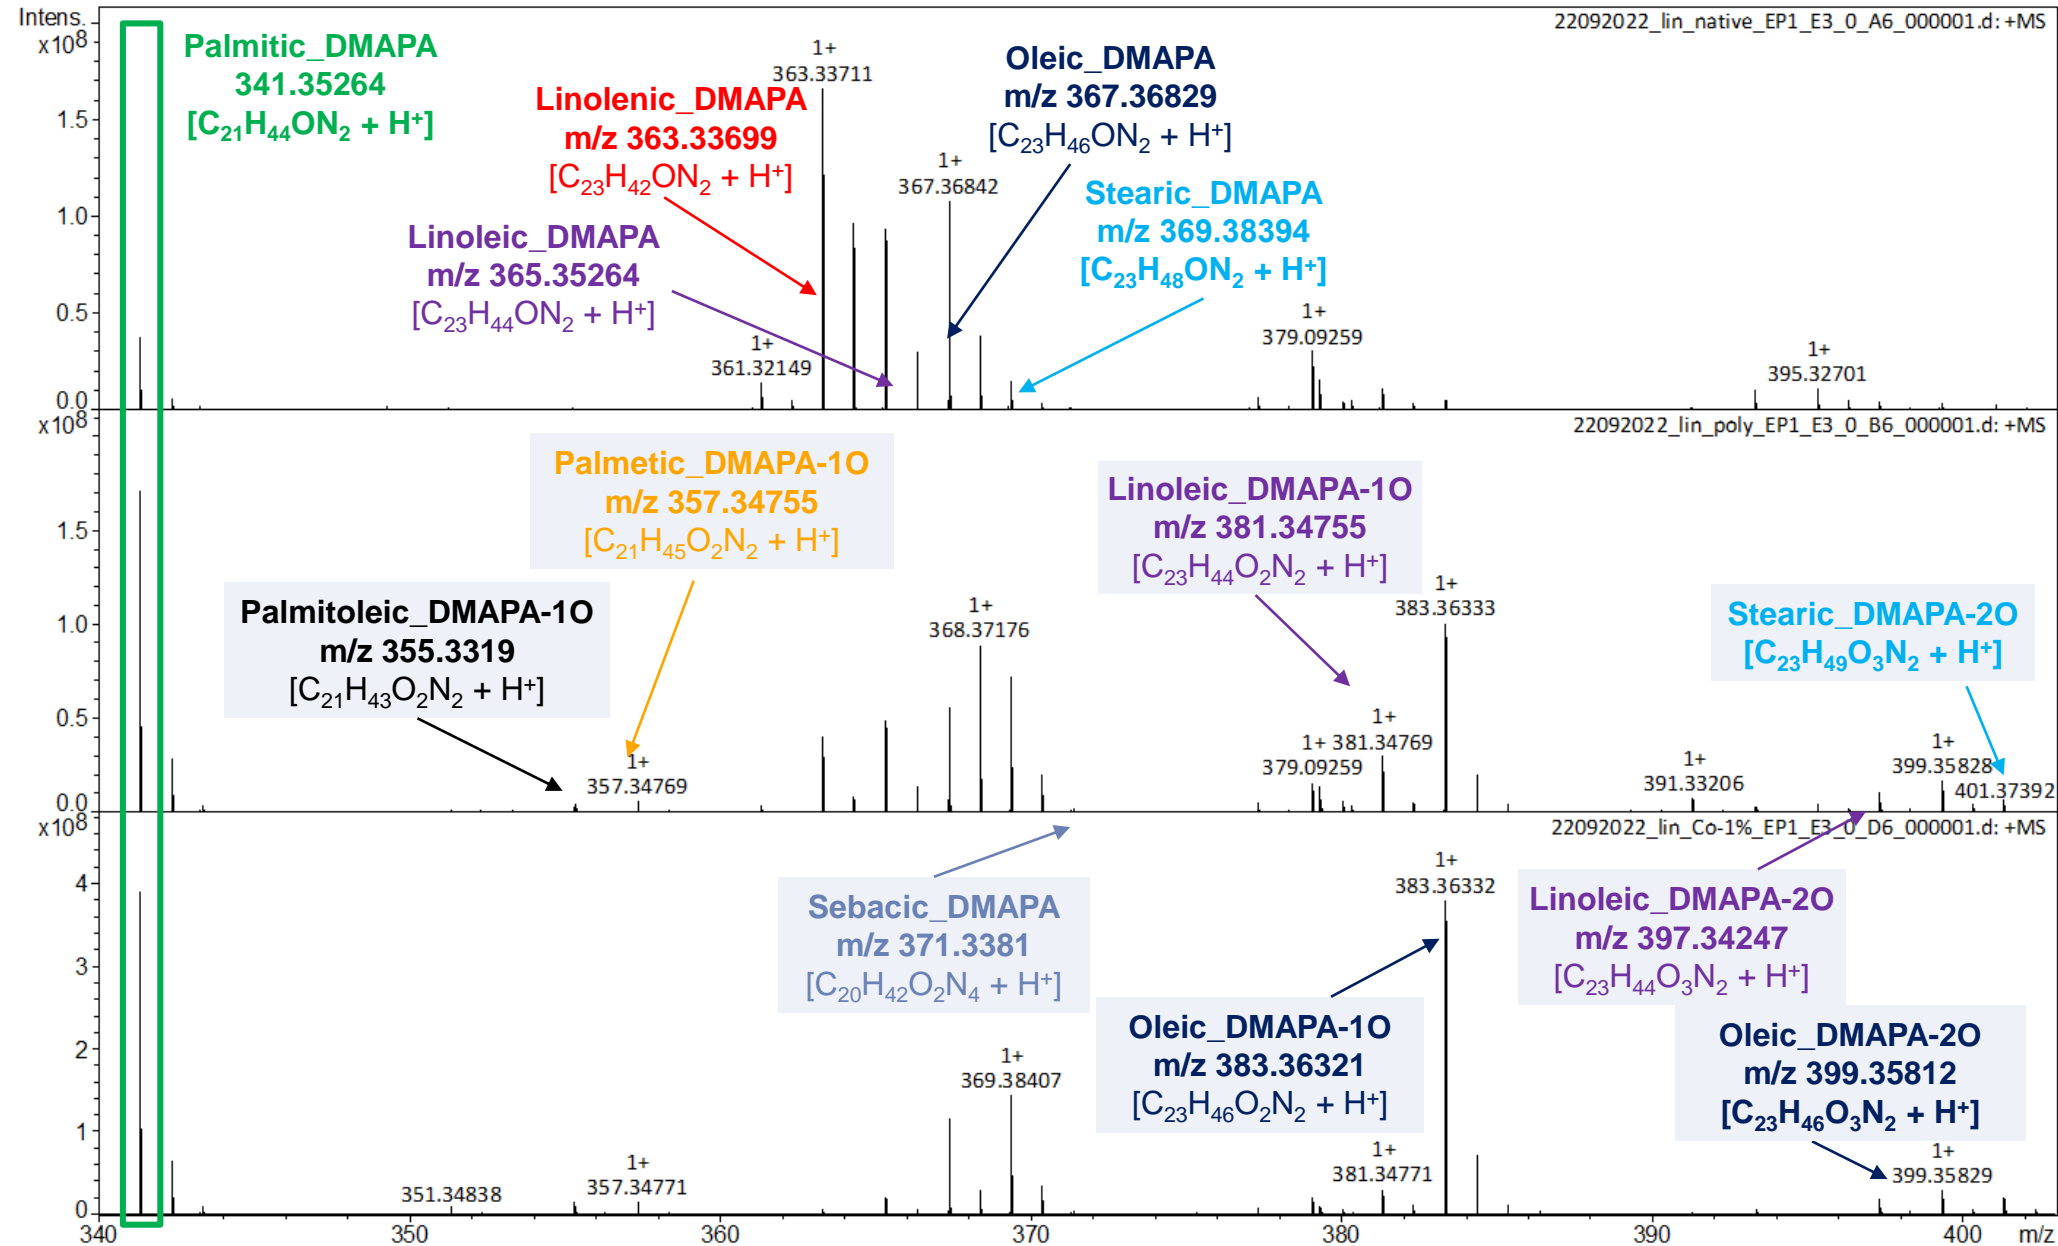 Intens.
x10⁸
22092022_lin_native_EP1_E3_0_A6_000001.d: +MS
Palmitic_DMAPA
341.35264
[C₂₁H₄₄ON₂ + H⁺]
1+
363.33711
Linolenic_DMAPA
m/z 363.33699
[C₂₃H₄₂ON₂ + H⁺]
Oleic_DMAPA
m/z 367.36829
[C₂₃H₄₆ON₂ + H⁺]
1+
367.36842
Stearic_DMAPA
m/z 369.38394
[C₂₃H₄₈ON₂ + H⁺]
Linoleic_DMAPA
m/z 365.35264
[C₂₃H₄₄ON₂ + H⁺]
1+
361.32149
1+
379.09259
1+
395.32701
1.5
1.0
0.5
0.0
x10⁸
22092022_lin_poly_EP1_E3_0_B6_000001.d: +MS
Palmetic_DMAPA-1O
m/z 357.34755
[C₂₁H₄₅O₂N₂ + H⁺]
Linoleic_DMAPA-1O
m/z 381.34755
[C₂₃H₄₄O₂N₂ + H⁺]
Palmitoleic_DMAPA-1O
m/z 355.3319
[C₂₁H₄₃O₂N₂ + H⁺]
1+
368.37176
1+
383.36333
Stearic_DMAPA-2O
[C₂₃H₄₉O₃N₂ + H⁺]
1+
357.34769
1+
381.34769
1+
379.09259
1+
391.33206
1+
399.35828
401.37392
1.5
1.0
0.5
0.0
x10⁸
22092022_lin_Co-1%_EP1_E3_0_D6_000001.d: +MS
Sebacic_DMAPA
m/z 371.3381
[C₂₀H₄₂O₂N₄ + H⁺]
1+
383.36332
Linoleic_DMAPA-2O
m/z 397.34247
[C₂₃H₄₄O₃N₂ + H⁺]
Oleic_DMAPA-1O
m/z 383.36321
[C₂₃H₄₆O₂N₂ + H⁺]
Oleic_DMAPA-2O
m/z 399.35812
[C₂₃H₄₆O₃N₂ + H⁺]
351.34838
1+
357.34771
1+
369.38407
1+
381.34771
1+
399.35829
4
3
2
1
0
340 350 360 370 380 390 400 m/z